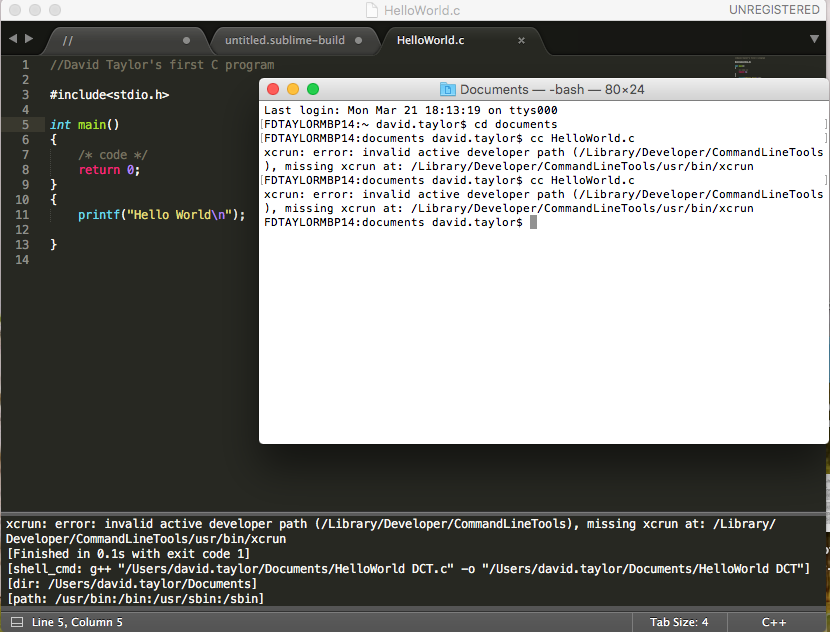 HelloWorld.c
UNREGISTERED
//
untitled.sublime-build
HelloWorld.c
1 //David Taylor's first C program
2
3 #include<stdio.h>
4
5 int main()
6 {
7 /* code */
8 return 0;
9 }
10 {
11 printf("Hello World\n");
12
13 }
14
Documents — -bash — 80×24
Last login: Mon Mar 21 18:13:19 on ttys000
[FDTAYLORMBP14:~ david.taylor$ cd documents ]
[FDTAYLORMBP14:documents david.taylor$ cc HelloWorld.c ]
xcrun: error: invalid active developer path (/Library/Developer/CommandLineTools
), missing xcrun at: /Library/Developer/CommandLineTools/usr/bin/xcrun
[FDTAYLORMBP14:documents david.taylor$ cc HelloWorld.c ]
xcrun: error: invalid active developer path (/Library/Developer/CommandLineTools
), missing xcrun at: /Library/Developer/CommandLineTools/usr/bin/xcrun
FDTAYLORMBP14:documents david.taylor$
xcrun: error: invalid active developer path (/Library/Developer/CommandLineTools), missing xcrun at: /Library/
Developer/CommandLineTools/usr/bin/xcrun
[Finished in 0.1s with exit code 1]
[shell_cmd: g++ "/Users/david.taylor/Documents/HelloWorld DCT.c" -o "/Users/david.taylor/Documents/HelloWorld DCT"]
[dir: /Users/david.taylor/Documents]
[path: /usr/bin:/bin:/usr/sbin:/sbin]
Line 5, Column 5
Tab Size: 4
C++